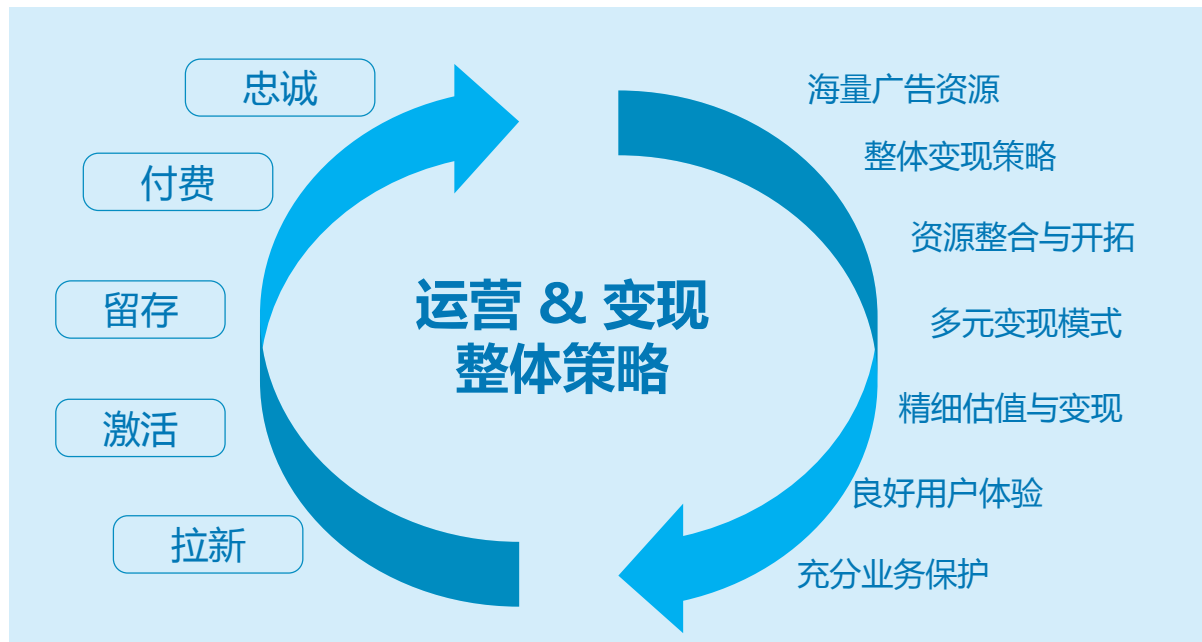 忠诚
付费
留存
激活
拉新
运营 & 变现
整体策略
海量广告资源
整体变现策略
资源整合与开拓
多元变现模式
精细估值与变现
良好用户体验
充分业务保护